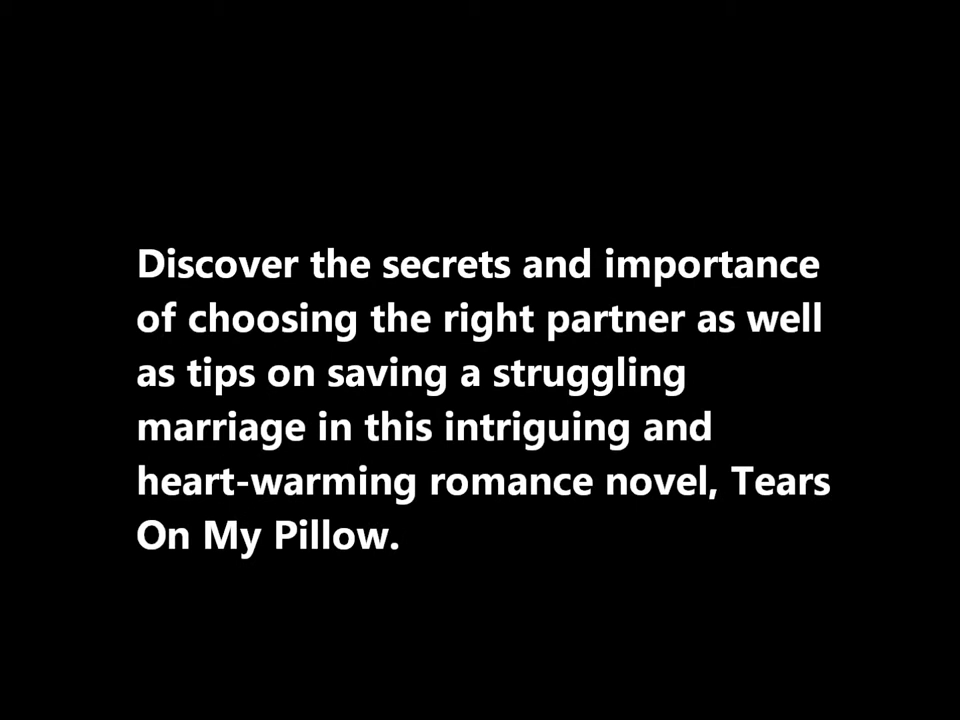 Discover the secrets and importance
of choosing the right partner as well
as tips on saving a struggling
marriage in this intriguing and
heart-warming romance novel, Tears
On My Pillow.